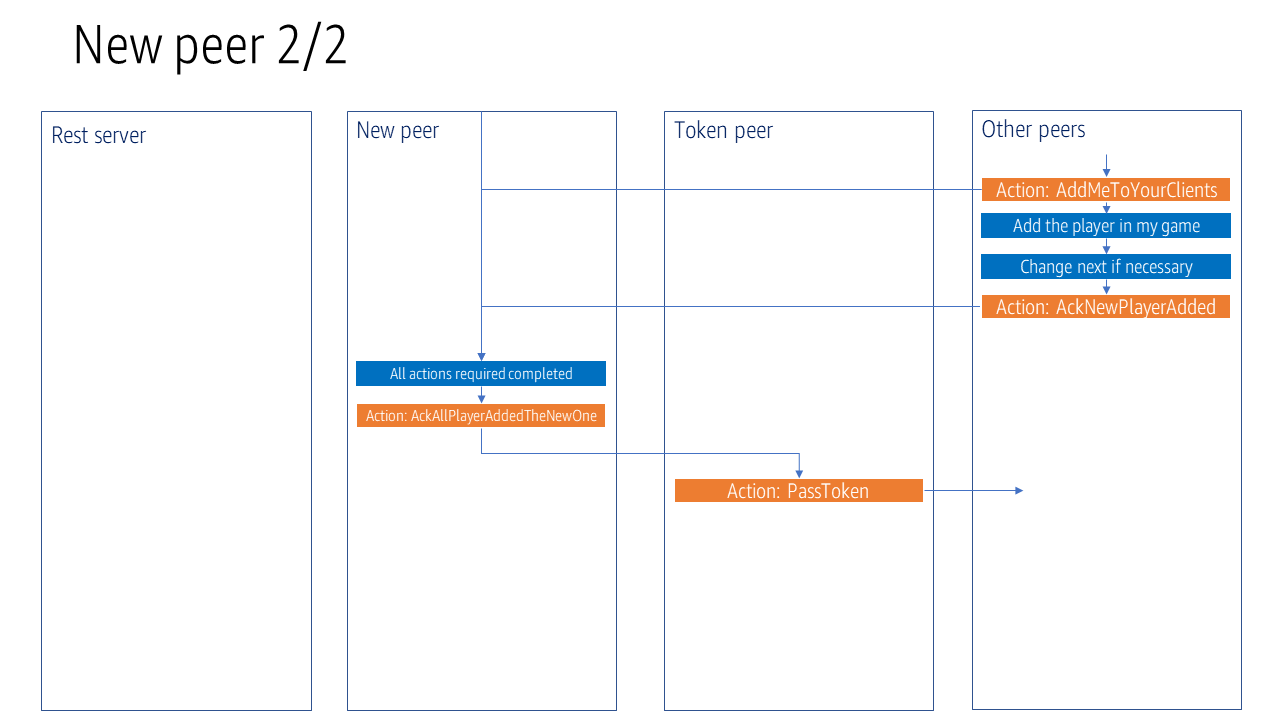 New peer 2/2
Rest server
New peer
Token peer
Other peers
Action: AddMeToYourClients
Add the player in my game
Change next if necessary
Action: AckNewPlayerAdded
All actions required completed
Action: AckAllPlayerAddedTheNewOne
Action: PassToken